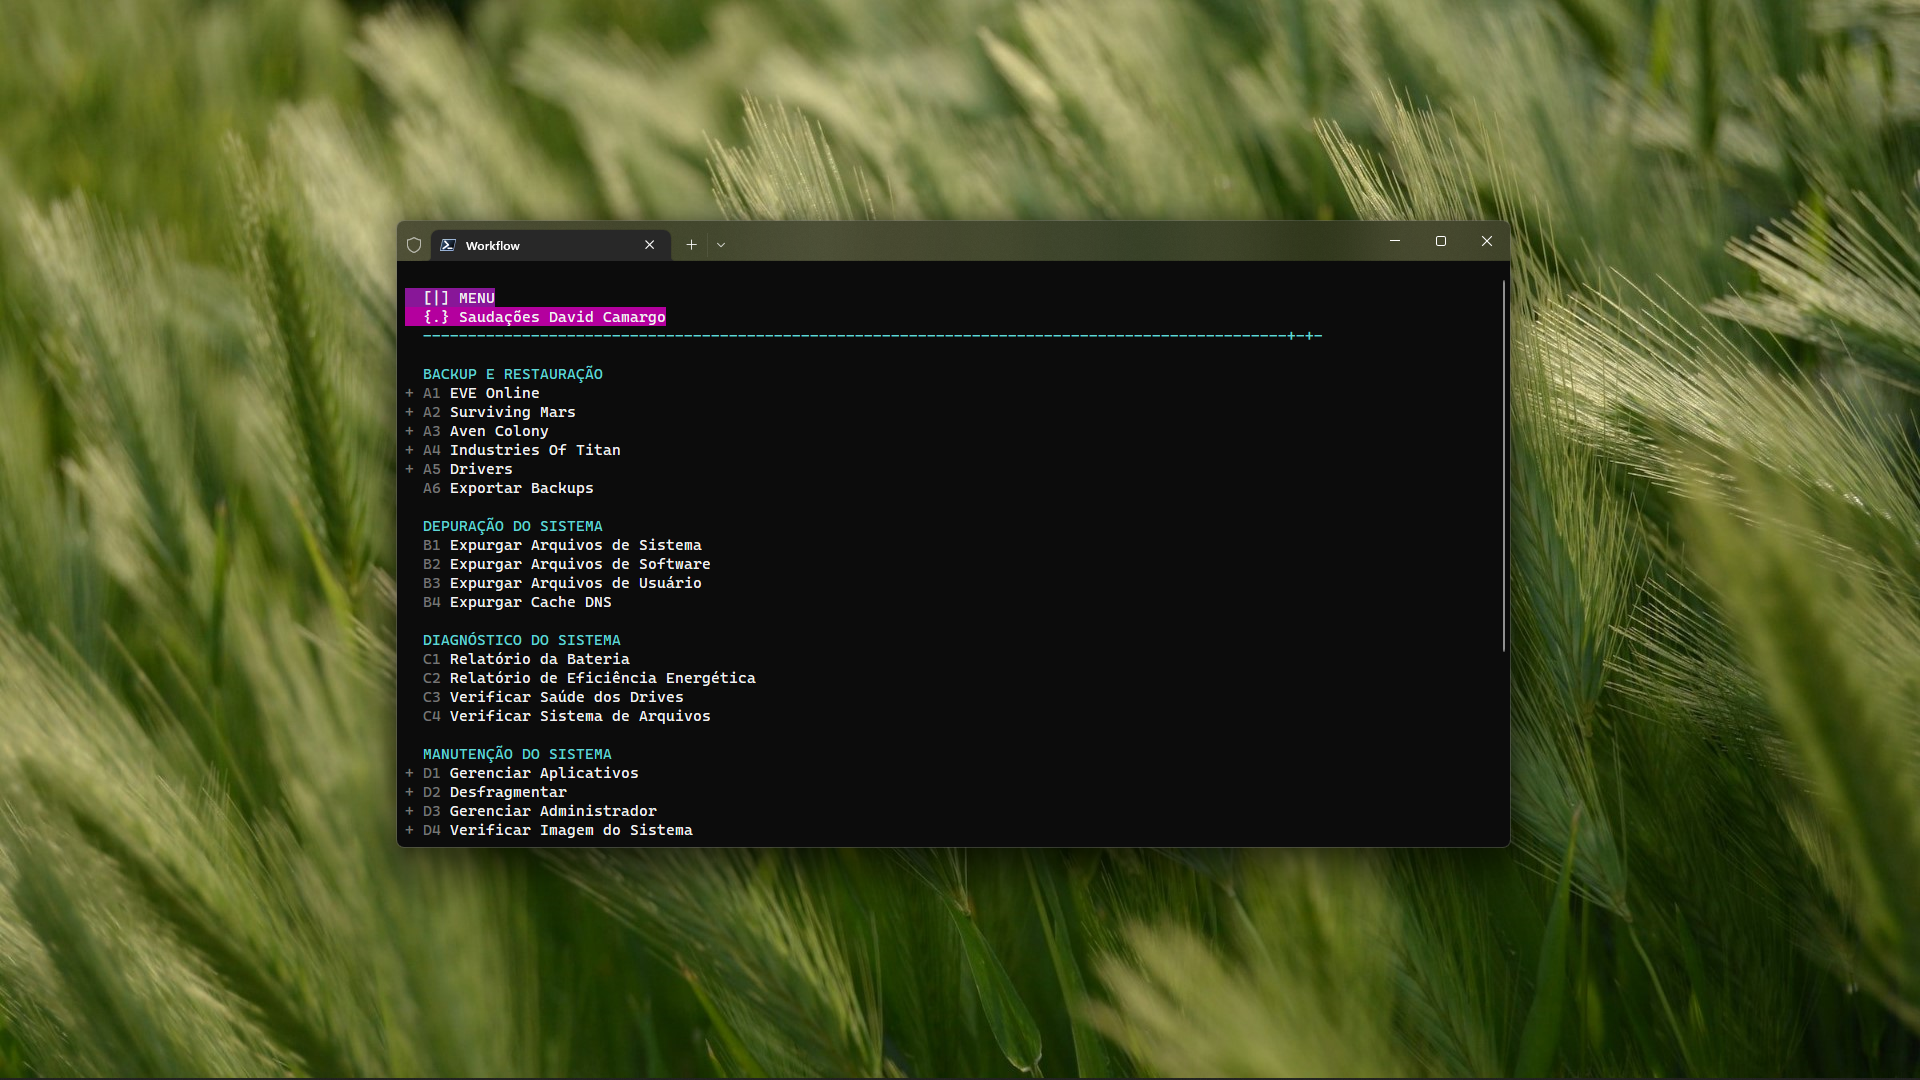 Workflow
[|] MENU
{.} Saudações David Camargo
------------------------------------------------------------------------------------------------+-+-
BACKUP E RESTAURAÇÃO
+ A1 EVE Online
+ A2 Surviving Mars
+ A3 Aven Colony
+ A4 Industries Of Titan
+ A5 Drivers
A6 Exportar Backups
DEPURAÇÃO DO SISTEMA
B1 Expurgar Arquivos de Sistema
B2 Expurgar Arquivos de Software
B3 Expurgar Arquivos de Usuário
B4 Expurgar Cache DNS
DIAGNÓSTICO DO SISTEMA
C1 Relatório da Bateria
C2 Relatório de Eficiência Energética
C3 Verificar Saúde dos Drives
C4 Verificar Sistema de Arquivos
MANUTENÇÃO DO SISTEMA
+ D1 Gerenciar Aplicativos
+ D2 Desfragmentar
+ D3 Gerenciar Administrador
+ D4 Verificar Imagem do Sistema